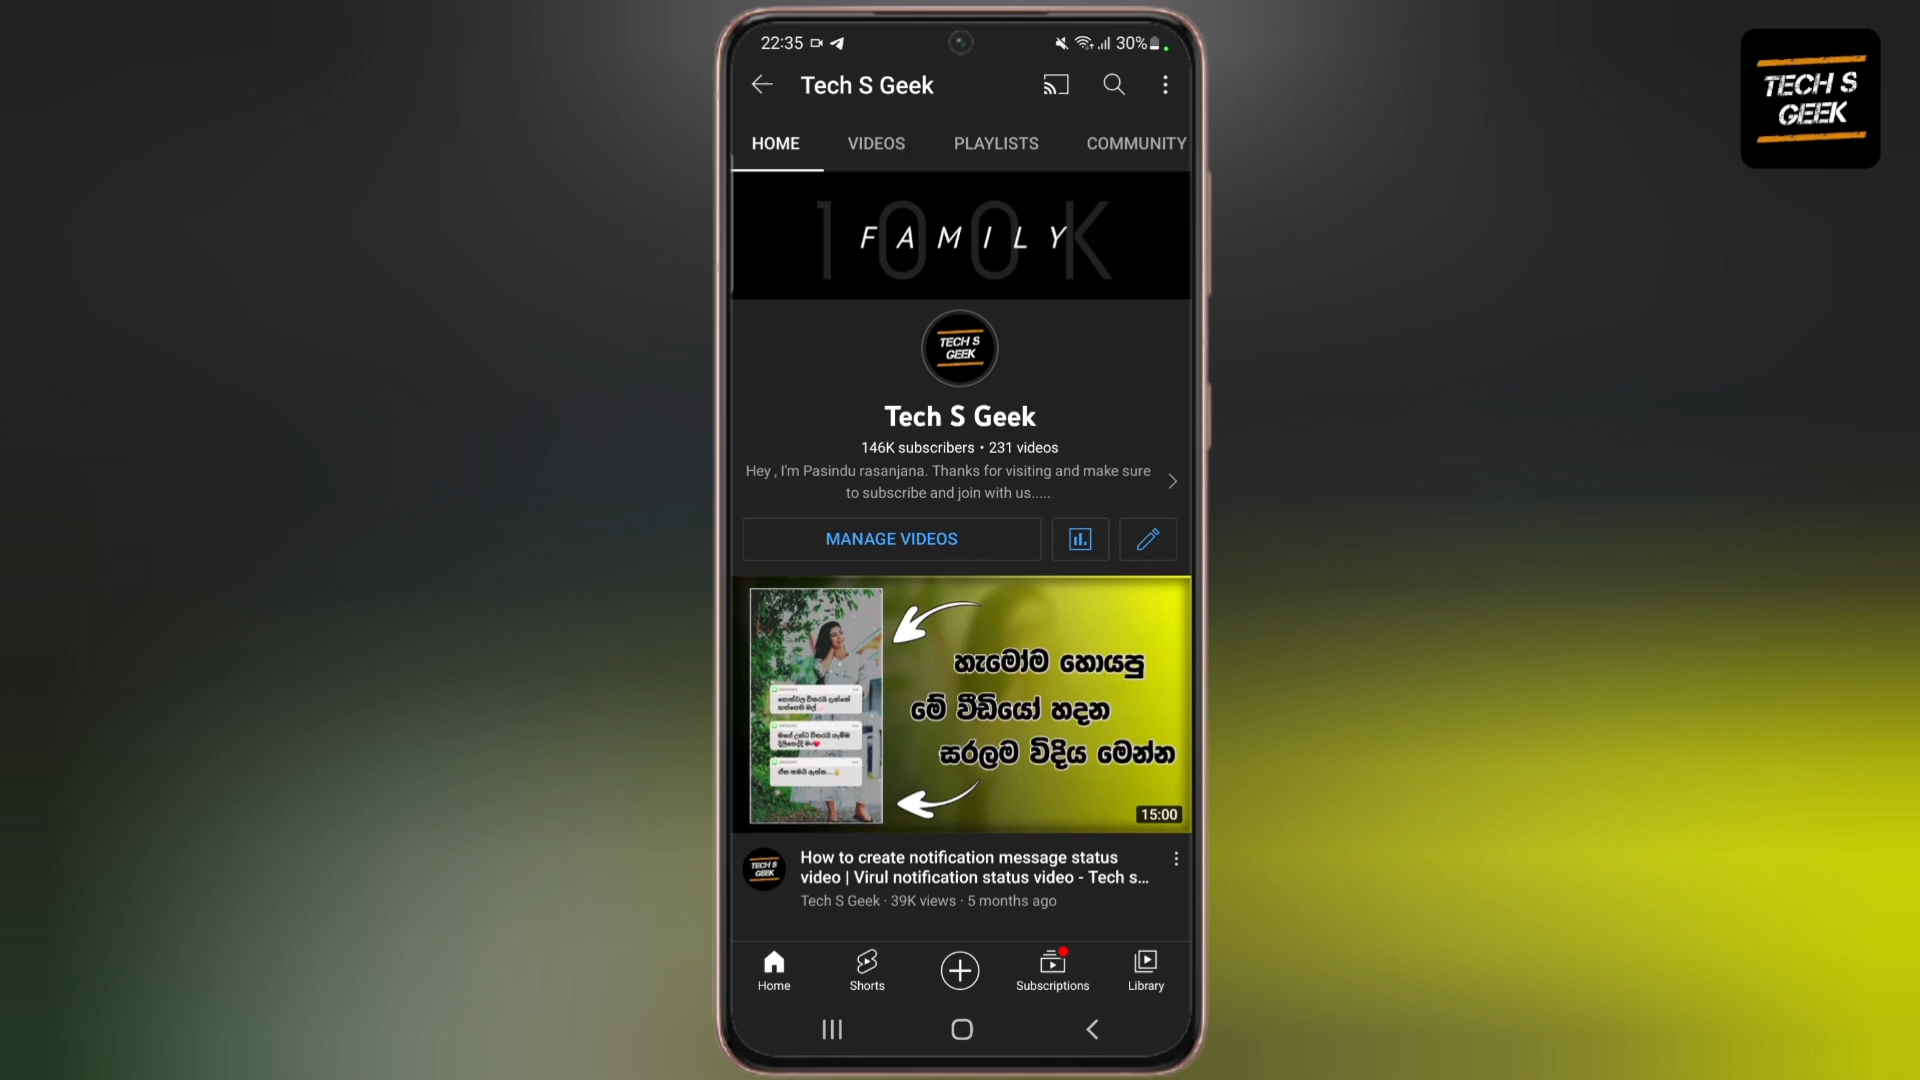 22:35
30%
TECH S
GEEK
Tech S Geek
HOME VIDEOS PLAYLISTS COMMUNITY
100K
FAMILY
TECH S
GEEK
Tech S Geek
146K subscribers • 231 videos
Hey , I'm Pasindu rasanjana. Thanks for visiting and make sure
to subscribe and join with us.....
MANAGE VIDEOS
හැමෝම හොයපු
මේ වීඩියෝ හදන
සරලම විදිය මෙන්න
15:00
TECH S
GEEK
How to create notification message status
video | Virul notification status video - Tech s...
Tech S Geek · 39K views · 5 months ago
Home Shorts Subscriptions Library